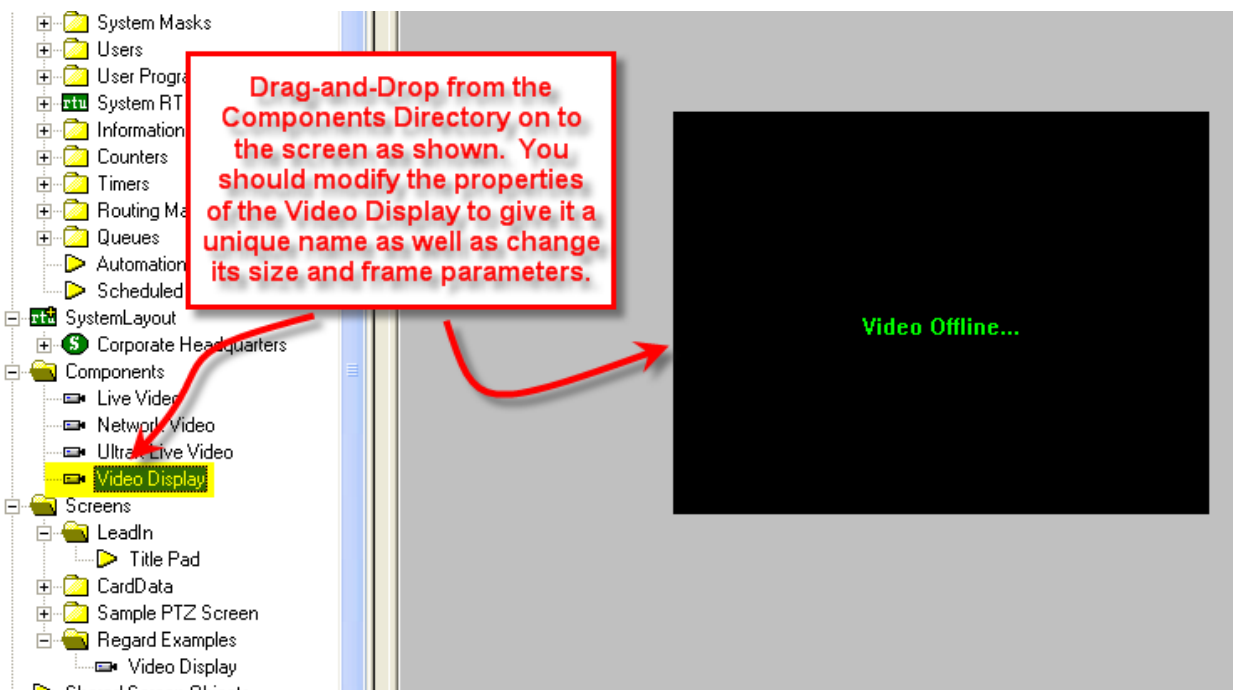 System Masks
Users
User Progra
rtu System RT
Information
Counters
Timers
Routing Ma
Queues
Automation
Scheduled
Drag-and-Drop from the
Components Directory on to
the screen as shown. You
should modify the properties
of the Video Display to give it a
unique name as well as change
its size and frame parameters.
rtu SystemLayout
S Corporate Headquarters
Components
Live Video
Network Video
Ultrak Live Video
Video Display
Screens
LeadIn
Title Pad
CardData
Sample PTZ Screen
Regard Examples
Video Display
Video Offline...